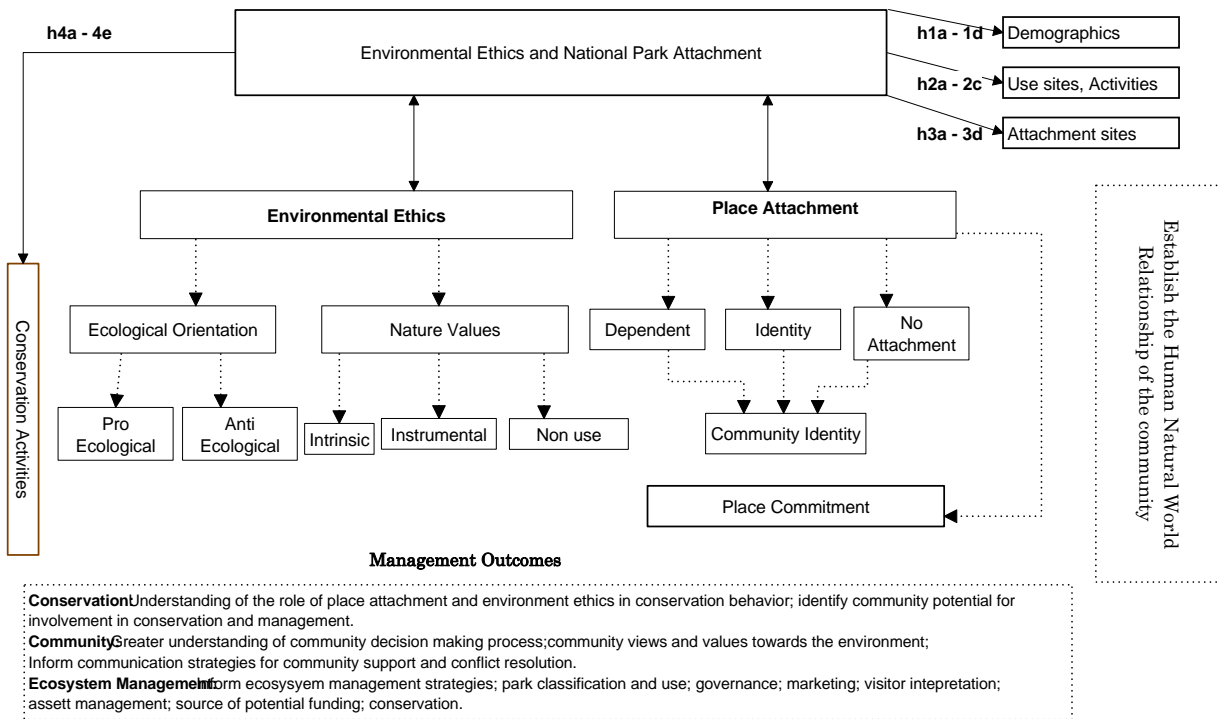 h4a - 4e
Environmental Ethics and National Park Attachment
h1a - 1d
Demographics
h2a - 2c
Use sites, Activities
h3a - 3d
Attachment sites
Environmental Ethics
Place Attachment
Establish the Human Natural World
Relationship of the community
Conservation Activities
Ecological Orientation
Nature Values
Dependent
Identity
No
Attachment
Pro
Ecological
Anti
Ecological
Intrinsic
Instrumental
Non use
Community Identity
Place Commitment
Management Outcomes
Conservation: Understanding of the role of place attachment and environment ethics in conservation behavior; identify community potential for
involvement in conservation and management.
Community: Greater understanding of community decision making process;community views and values towards the environment;
Inform communication strategies for community support and conflict resolution.
Ecosystem Management: Inform ecosysyem management strategies; park classification and use; governance; marketing; visitor intepretation;
assett management; source of potential funding; conservation.